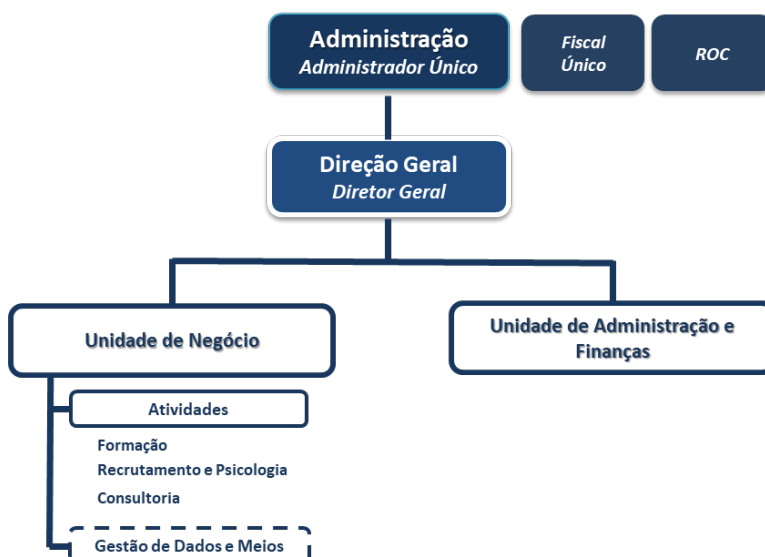 Administração
Administrador Único
Fiscal
Único
ROC
Direção Geral
Diretor Geral
Unidade de Negócio
Unidade de Administração e
Finanças
Atividades
Formação
Recrutamento e Psicologia
Consultoria
Gestão de Dados e Meios